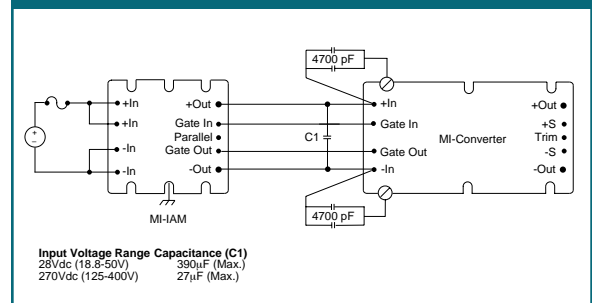 4700 pF
+In
+In
-In
-In
+Out
Gate In
Parallel
Gate Out
-Out
MI-IAM
C1
+In
Gate In
Gate Out
-In
MI-Converter
+Out
+S
Trim
-S
-Out
4700 pF
Input Voltage Range Capacitance (C1)
28Vdc (18.8-50V) 390µF (Max.)
270Vdc (125-400V) 27µF (Max.)